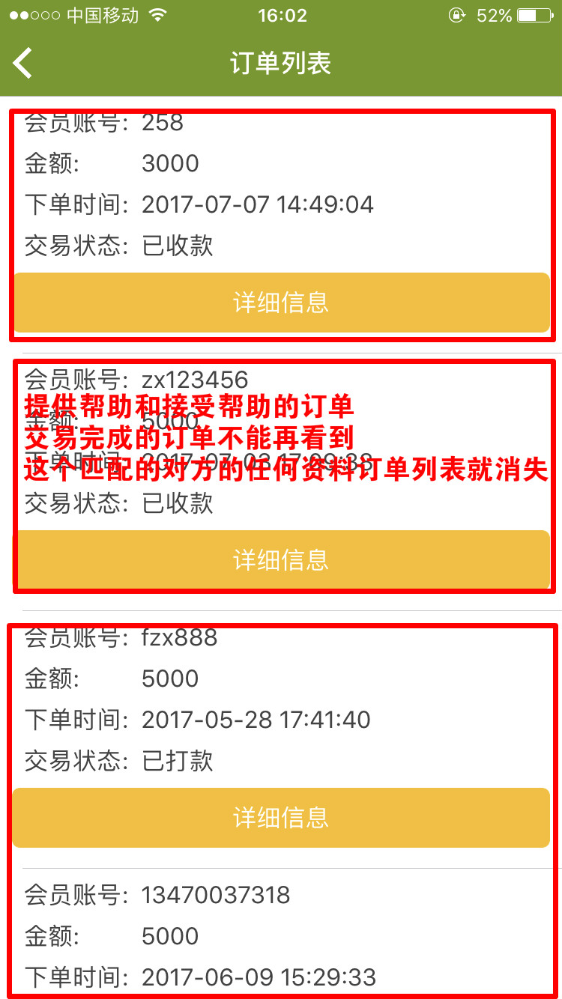 中国移动 16:02 52%
订单列表
会员账号: 258
金额: 3000
下单时间: 2017-07-07 14:49:04
交易状态: 已收款
详细信息
会员账号: zx123456
提供帮助和接受帮助的订单
金额: 5000
交易完成的订单不能再看到
下单时间: 2017-07-03 17:09:38
这个匹配的对方的任何资料订单列表就消失
交易状态: 已收款
详细信息
会员账号: fzx888
金额: 5000
下单时间: 2017-05-28 17:41:40
交易状态: 已打款
详细信息
会员账号: 13470037318
金额: 5000
下单时间: 2017-06-09 15:29:33